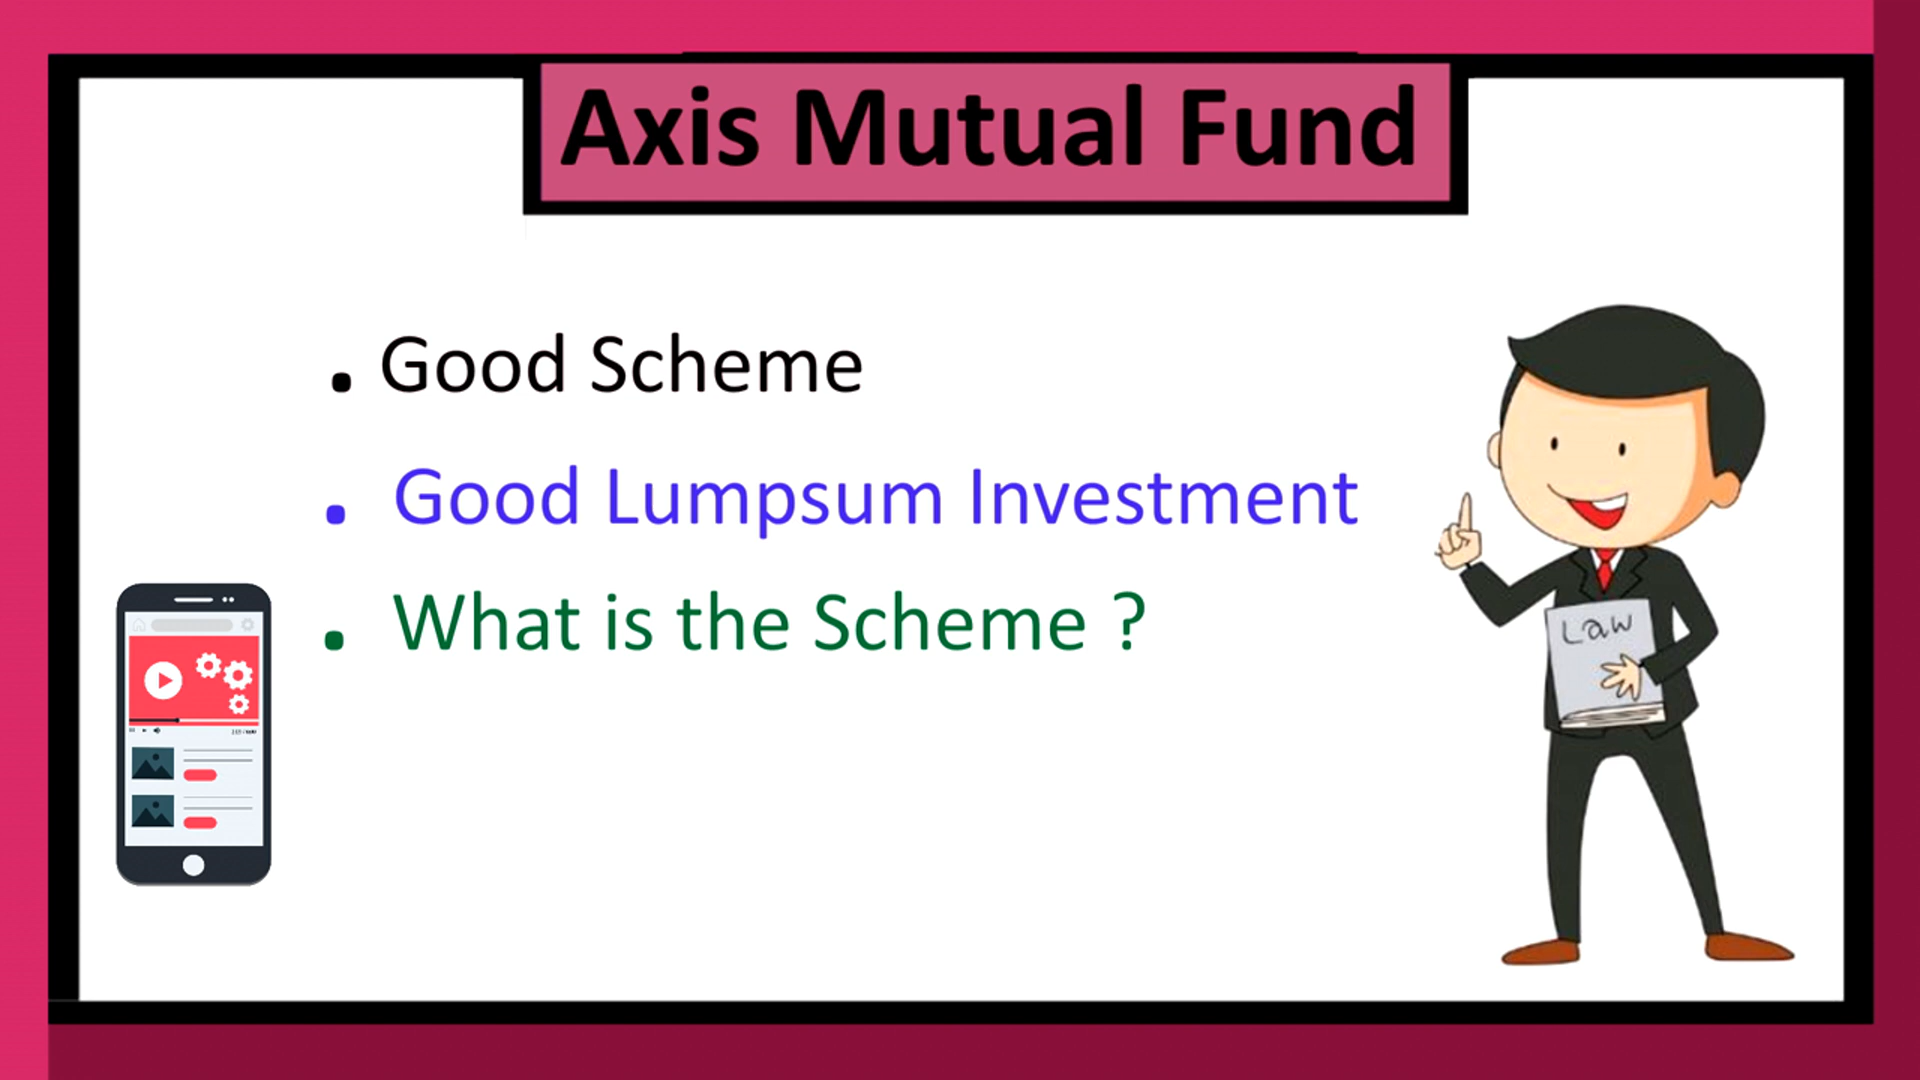 Axis Mutual Fund
. Good Scheme
. Good Lumpsum Investment
. What is the Scheme ?
Law